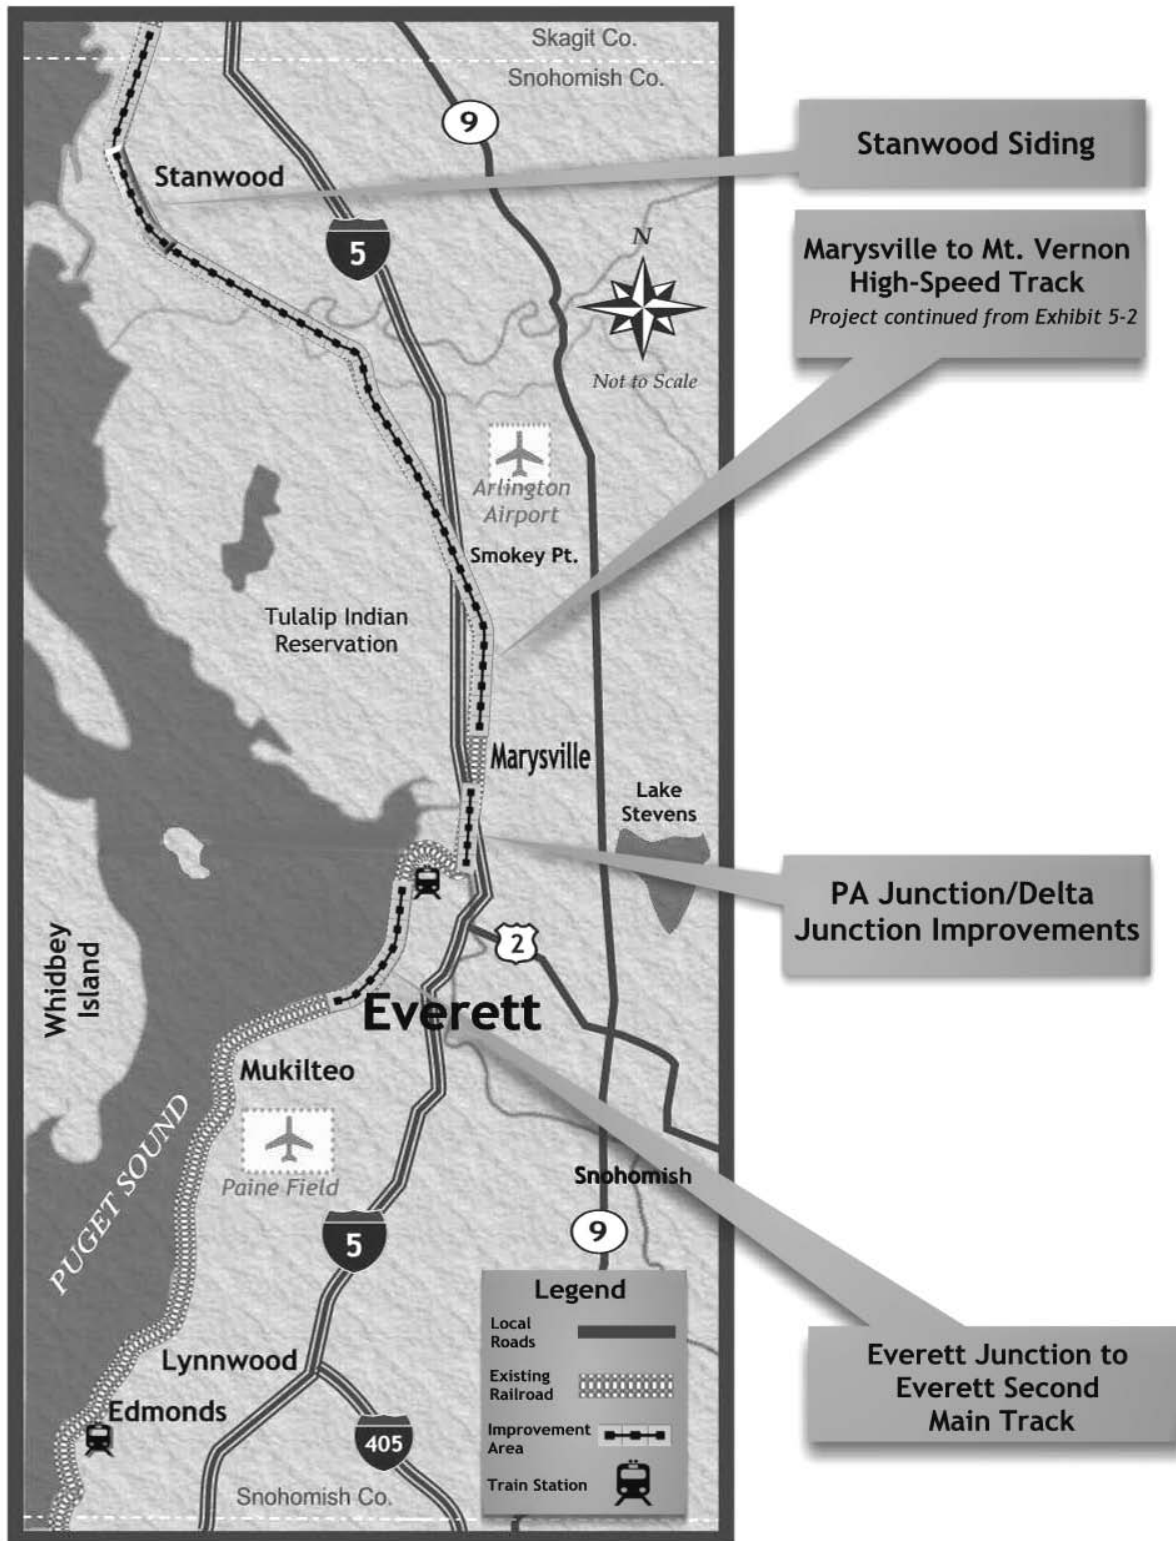 Skagit Co.
Snohomish Co.
9
Stanwood Siding
Stanwood
5
N
Marysville to Mt. Vernon
High-Speed Track
Project continued from Exhibit 5-2
Not to Scale
Arlington
Airport
Smokey Pt.
Tulalip Indian
Reservation
Marysville
Lake
Stevens
PA Junction/Delta
Junction Improvements
2
Whidbey
Island
Everett
Mukilteo
PUGET SOUND
Paine Field
Snohomish
9
5
Legend
Local
Roads
Existing
Railroad
Improvement
Area
Train Station
Everett Junction to
Everett Second
Main Track
Lynnwood
Edmonds
405
Snohomish Co.